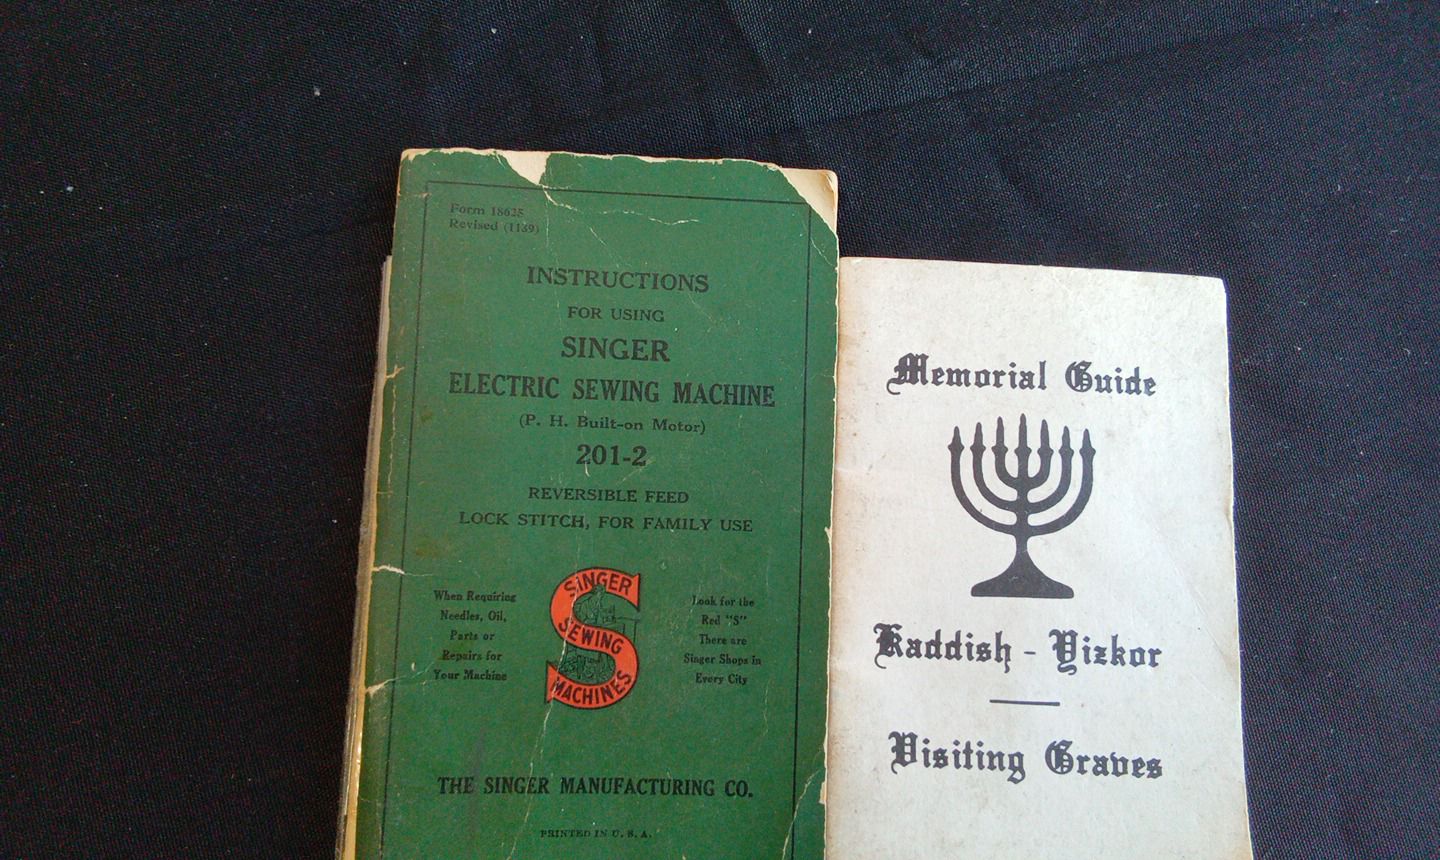 Form 18625
Revised (1139)
INSTRUCTIONS
FOR USING
SINGER
ELECTRIC SEWING MACHINE
(P. H. Built-on Motor)
201-2
REVERSIBLE FEED
LOCK STITCH, FOR FAMILY USE
When Requiring
Needles, Oil,
Parts or
Repairs for
Your Machine
SINGER
SEWING
MACHINES
Look for the
Red "S"
There are
Singer Shops in
Every City
THE SINGER MANUFACTURING CO.
PRINTED IN U. S. A.
Memorial Guide
Kaddish - Yizkor
Visiting Graves